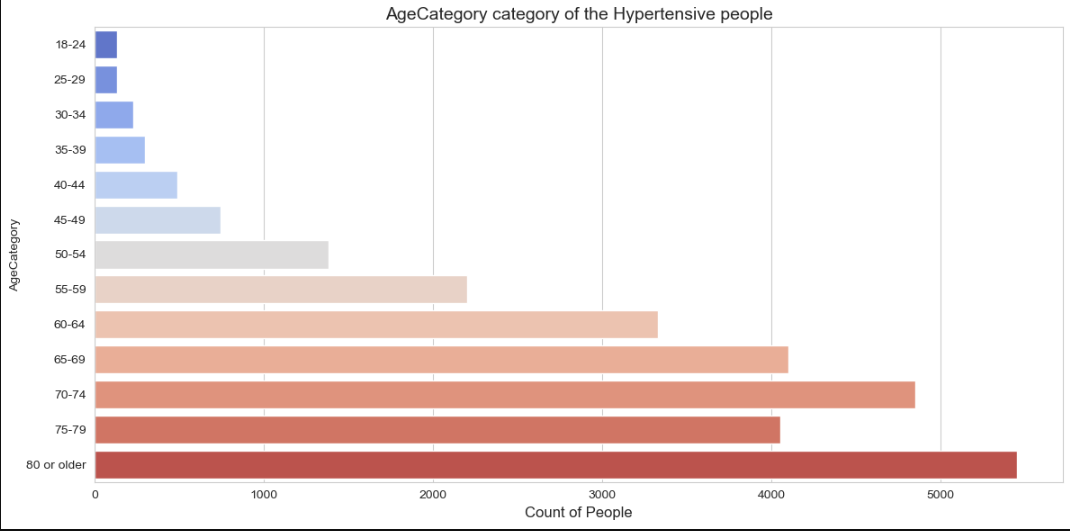 AgeCategory category of the Hypertensive people
AgeCategory
18-24
25-29
30-34
35-39
40-44
45-49
50-54
55-59
60-64
65-69
70-74
75-79
80 or older
0 1000 2000 3000 4000 5000
Count of People